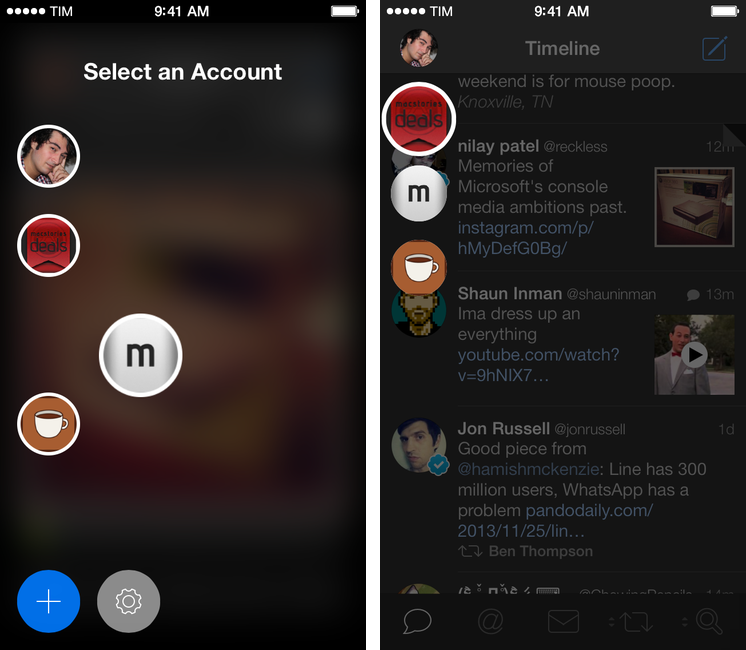 TIM 9:41 AM
Select an Account
macstories
deals
m
TIM 9:41 AM
Timeline
weekend is for mouse poop.
Knoxville, TN
macstories
deals
nilay patel @reckless 12m
Memories of
Microsoft's console
media ambitions past.
instagram.com/p/
hMyDefG0Bg/
m
Shaun Inman @shauninman 13m
Ima dress up an
everything
youtube.com/watch?
v=9hNIX7…
Jon Russell @jonrussell 1d
Good piece from
@hamishmckenzie: Line has 300
million users, WhatsApp has a
problem pandodaily.com/
2013/11/25/lin…
Ben Thompson
@